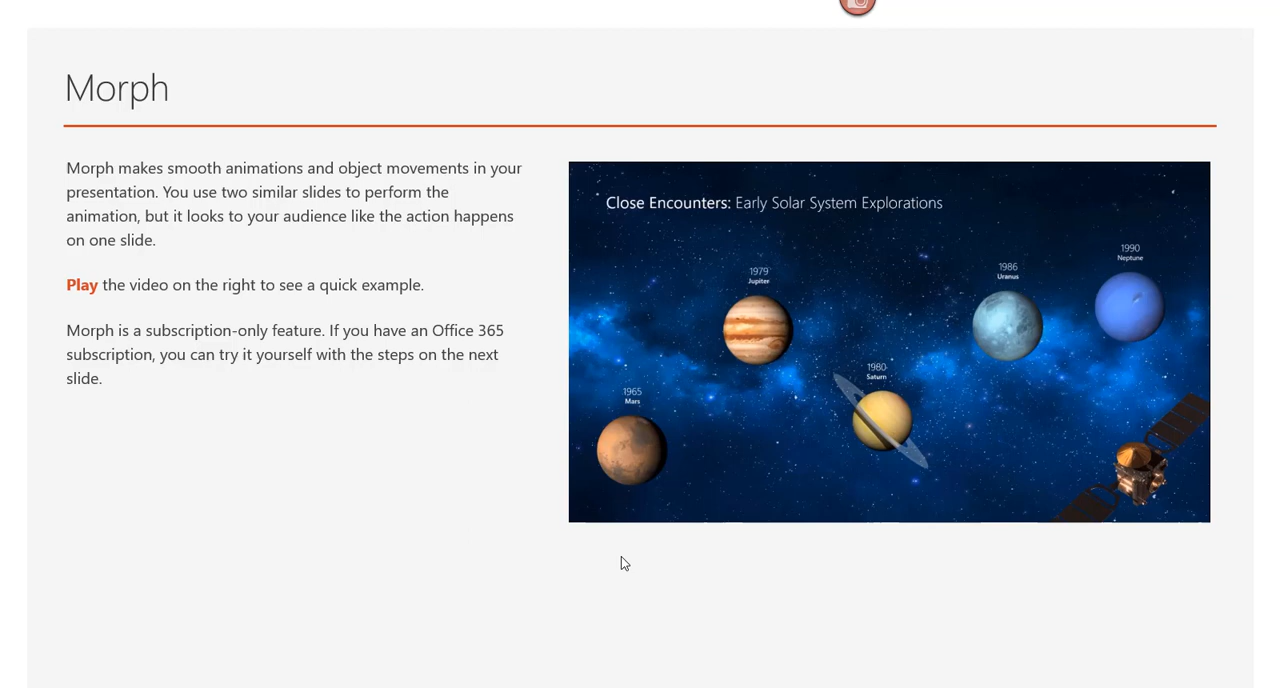 Morph
Morph makes smooth animations and object movements in your
presentation. You use two similar slides to perform the
animation, but it looks to your audience like the action happens
on one slide.
Play the video on the right to see a quick example.
Morph is a subscription-only feature. If you have an Office 365
subscription, you can try it yourself with the steps on the next
slide.
Close Encounters: Early Solar System Explorations
1990
Neptune
1986
Uranus
1979
Jupiter
1980
Saturn
1965
Mars